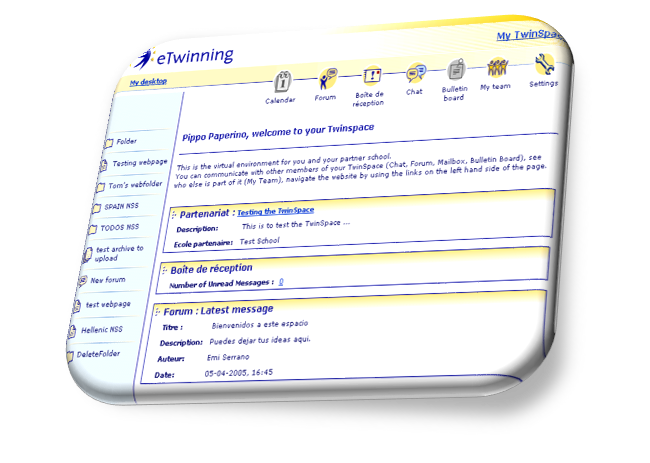 eTwinning
My TwinSpa
My desktop
Calendar
Forum
Boîte de
réception
Chat
Bulletin
board
My team
Settings
Folder
Testing webpage
Tom's webfolder
SPAIN NSS
TODOS NSS
test archive to
upload
New forum
test webpage
Hellenic NSS
DeleteFolder
Pippo Paperino, welcome to your Twinspace
This is the virtual environment for you and your partner school.
You can communicate with other members of your TwinSpace (Chat, Forum, Mailbox, Bulletin Board), see
who else is part of it (My Team), navigate the website by using the links on the left hand side of the page.
Partenariat : Testing the TwinSpace
Description: This is to test the TwinSpace ...
Ecole partenaire: Test School
Boîte de réception
Number of Unread Messages : 0
Forum : Latest message
Titre : Bienvenidos a este espacio
Description: Puedes dejar tus ideas aqui.
Auteur: Emi Serrano
Date: 05-04-2005, 16:45